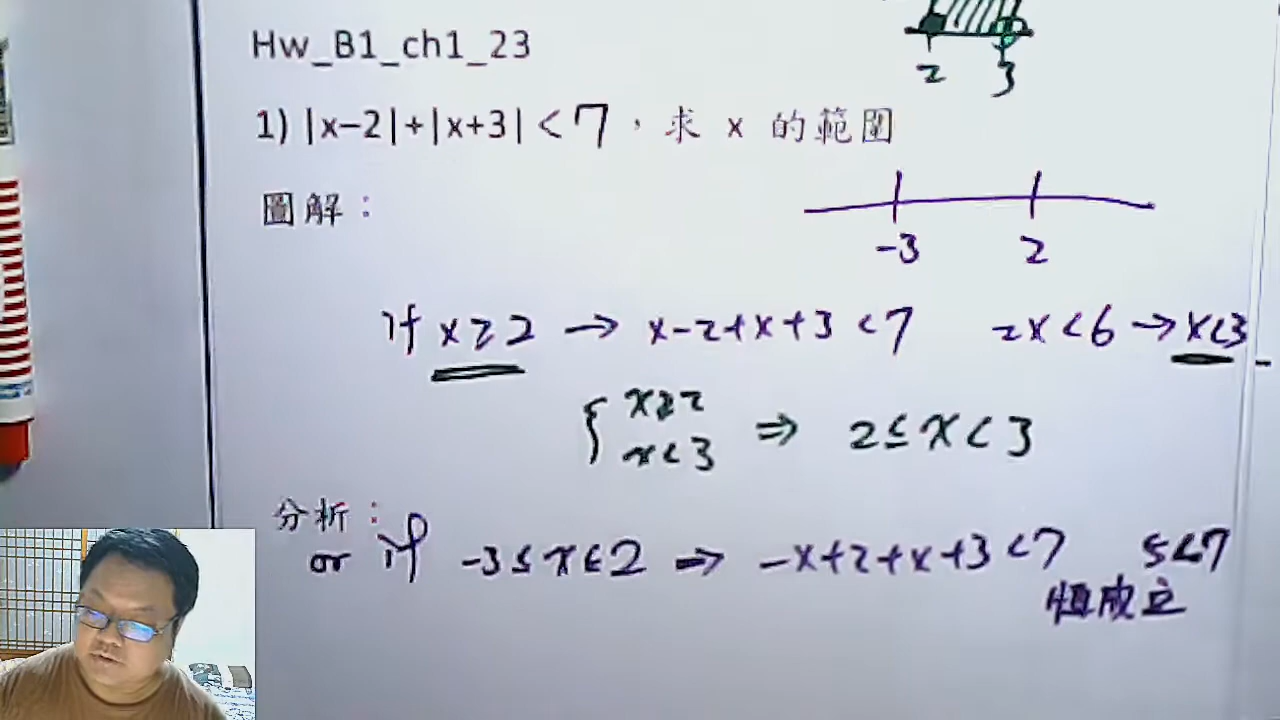 2 3
Hw_B1_ch1_23
1) |x-2|+|x+3| < 7，求 x 的範圍
圖解：
-3 2
if x≥2 → x-2+x+3 <7 2x<6 → x<3
{ x≥2
x<3 ⇒ 2≤x<3
分析：
or if -3≤x≤2 ⇒ -x+2+x+3<7 5<7
恒成立